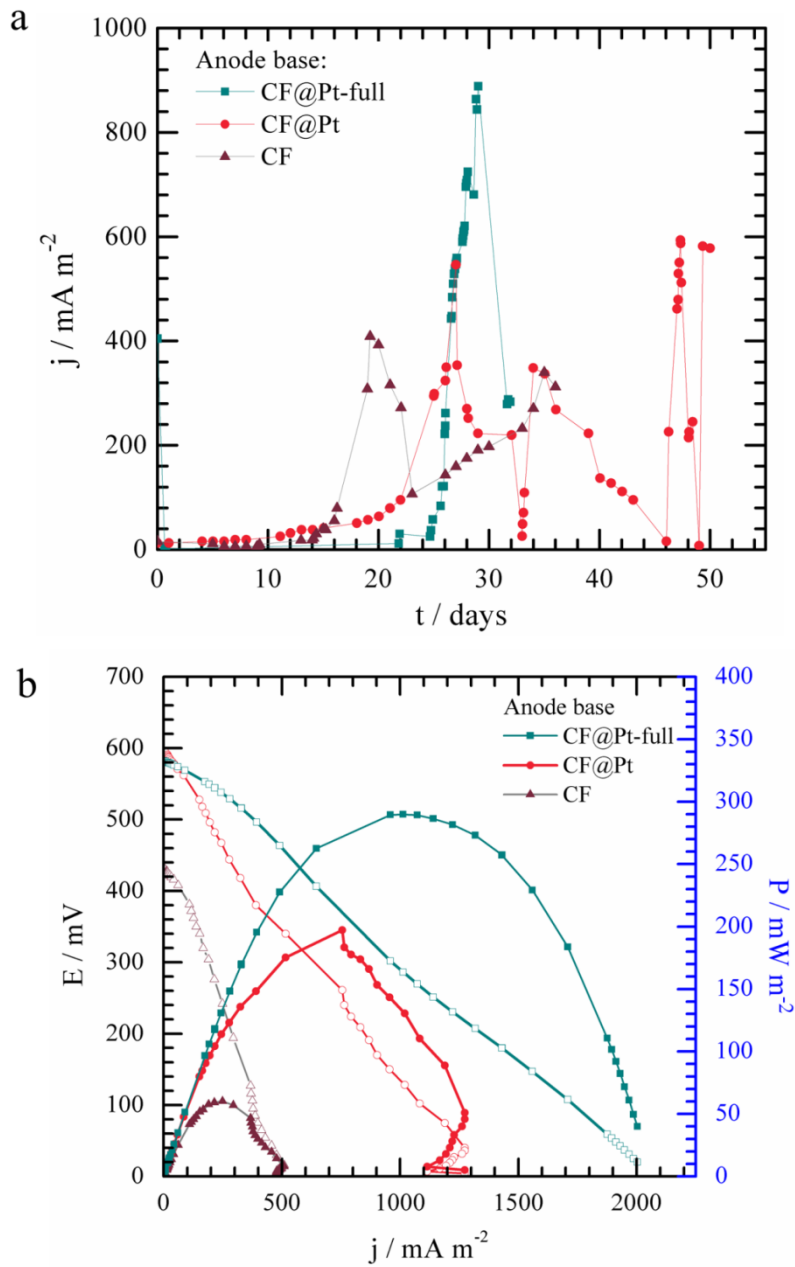 a
1000
800
600
400
200
0
j / mA m⁻²
Anode base:
CF@Pt-full
CF@Pt
CF
0 10 20 30 40 50
t / days
b
700
600
500
400
300
200
100
0
E / mV
Anode base
CF@Pt-full
CF@Pt
CF
400
350
300
250
200
150
100
50
0
P / mW m⁻²
0 500 1000 1500 2000
j / mA m⁻²